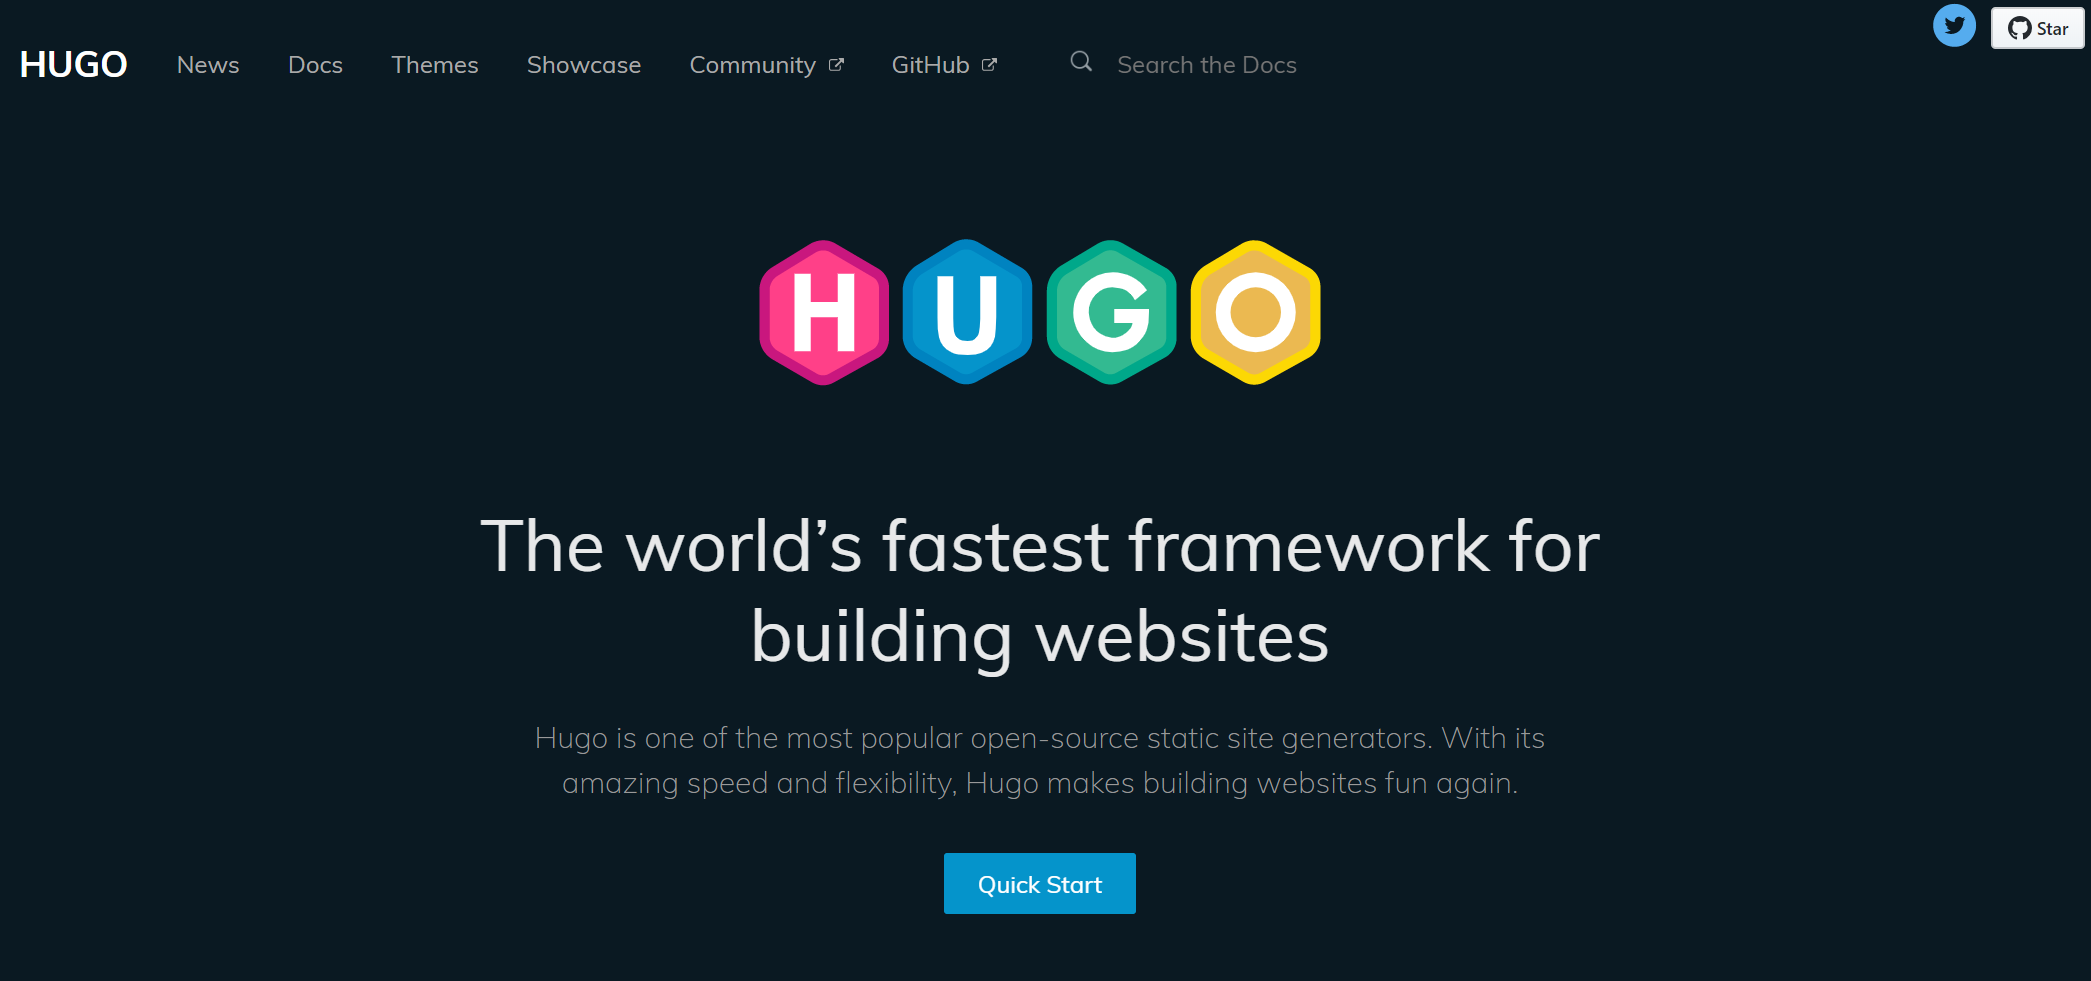 HUGO News Docs Themes Showcase Community GitHub Search the Docs Star
HUGO
The world’s fastest framework for
building websites
Hugo is one of the most popular open-source static site generators. With its
amazing speed and flexibility, Hugo makes building websites fun again.
Quick Start